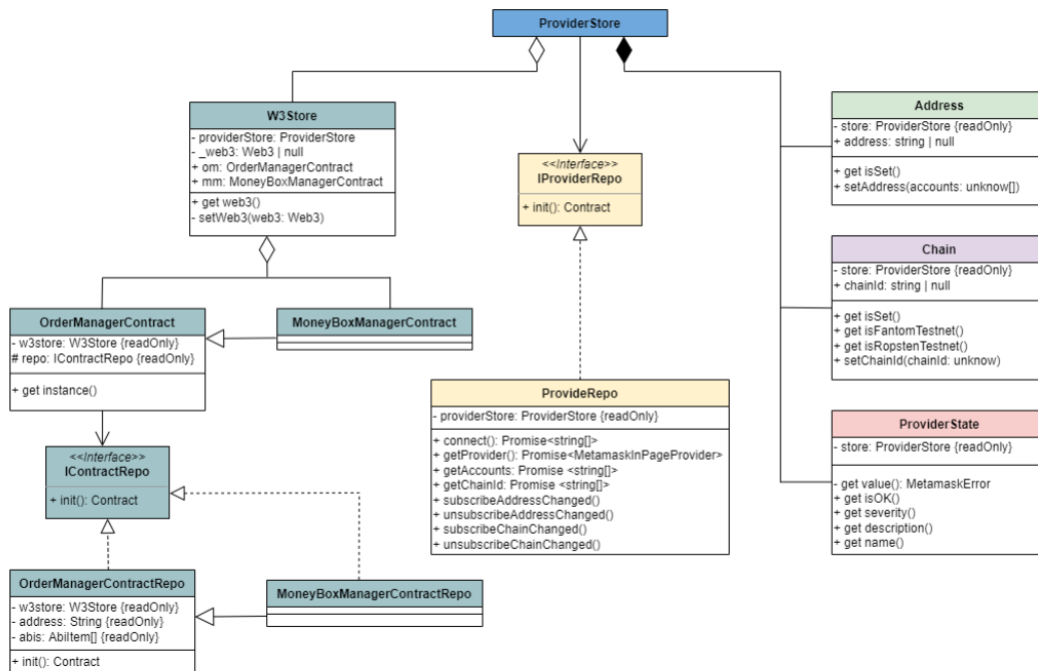 ProviderStore
W3Store
- providerStore: ProviderStore
- _web3: Web3 | null
+ om: OrderManagerContract
+ mm: MoneyBoxManagerContract
+ get web3()
- setWeb3(web3: Web3)
<<Interface>>
IProviderRepo
+ init(): Contract
Address
- store: ProviderStore {readOnly}
+ address: string | null
+ get isSet()
+ setAddress(accounts: unknow[])
Chain
- store: ProviderStore {readOnly}
+ chainId: string | null
+ get isSet()
+ get isFantomTestnet()
+ get isRopstenTestnet()
+ setChainId(chainId: unknow)
OrderManagerContract
- w3store: W3Store {readOnly}
# repo: IContractRepo {readOnly}
+ get instance()
MoneyBoxManagerContract
ProvideRepo
- providerStore: ProviderStore {readOnly}
+ connect(): Promise<string[]>
+ getProvider(): Promise<MetamaskInPageProvider>
+ getAccounts: Promise <string[]>
+ getChainId: Promise <string[]>
+ subscribeAddressChanged()
+ unsubscribeAddressChanged()
+ subscribeChainChanged()
+ unsubscribeChainChanged()
ProviderState
- store: ProviderStore {readOnly}
- get value(): MetamaskError
+ get isOK()
+ get severity()
+ get description()
+ get name()
<<Interface>>
IContractRepo
+ init(): Contract
OrderManagerContractRepo
- w3store: W3Store {readOnly}
- address: String {readOnly}
- abis: AbiItem[] {readOnly}
+ init(): Contract
MoneyBoxManagerContractRepo